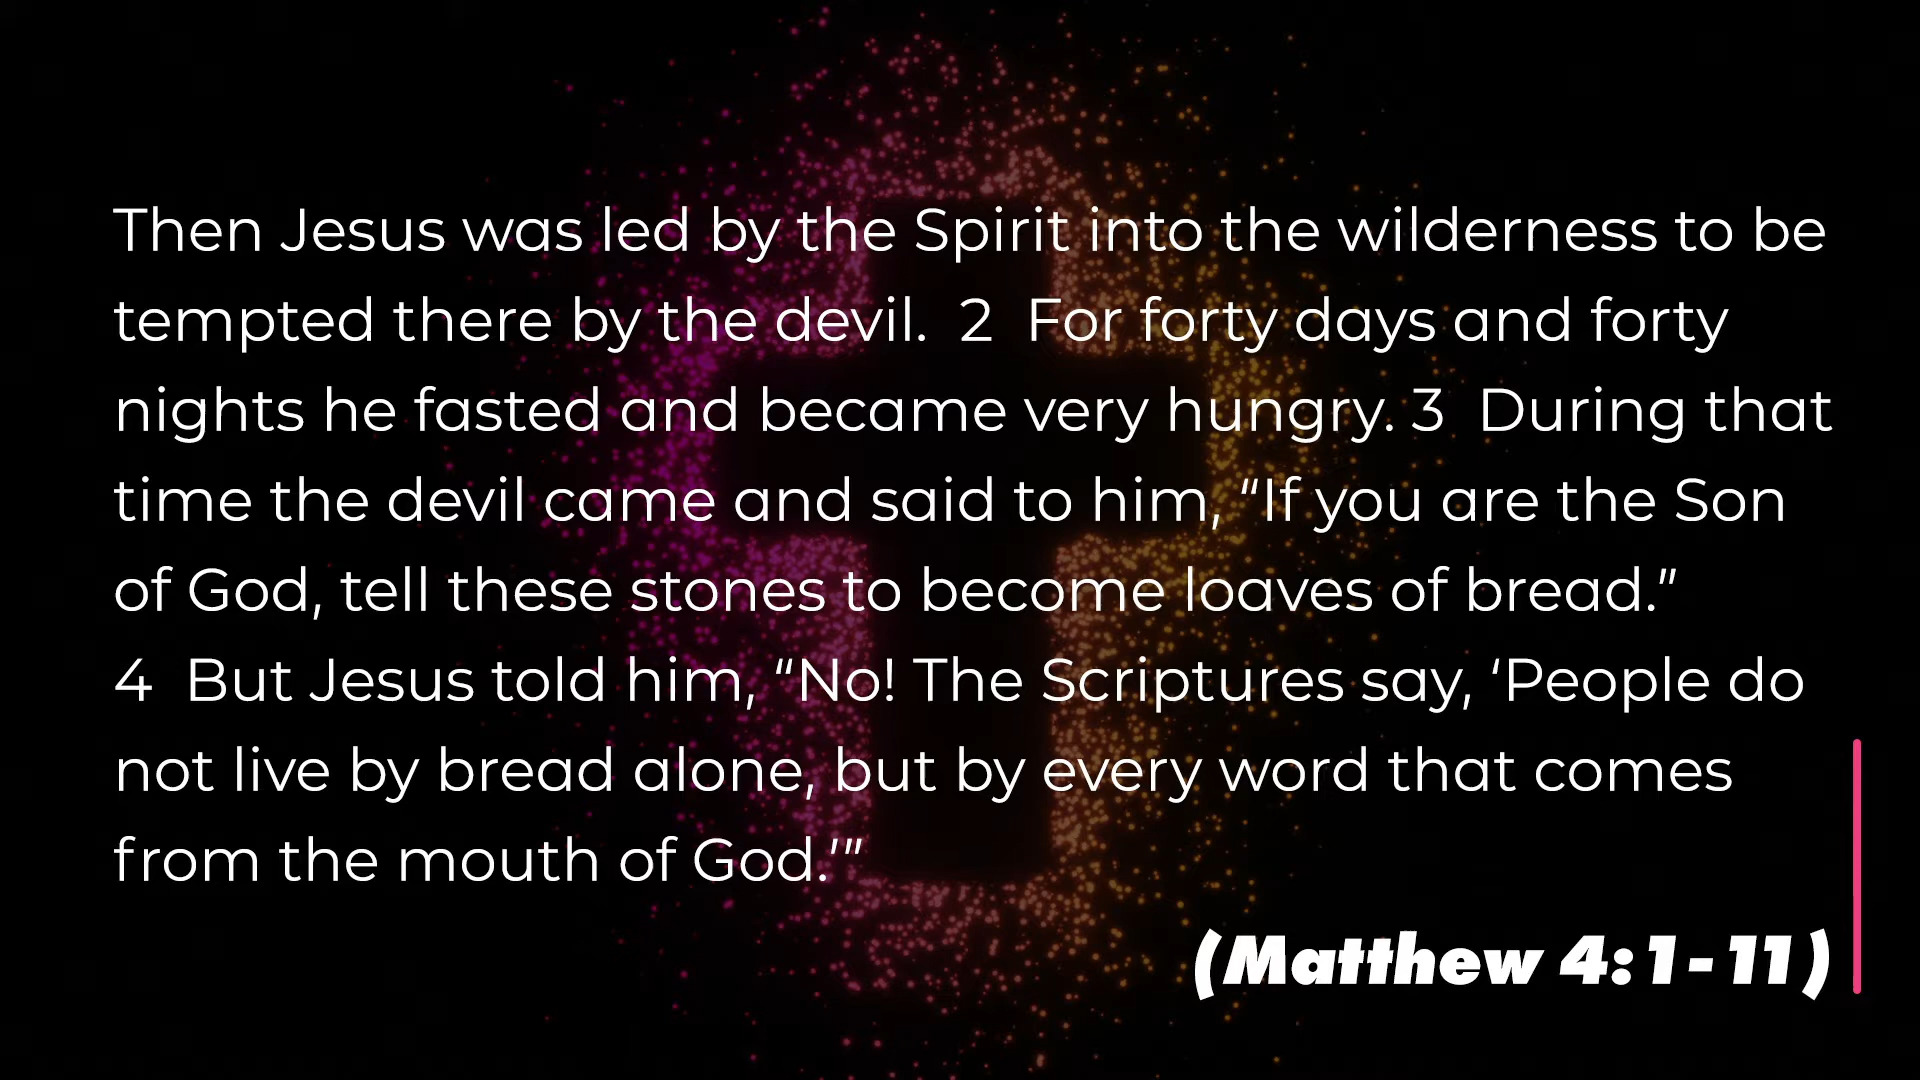 Then Jesus was led by the Spirit into the wilderness to be
tempted there by the devil.  2  For forty days and forty
nights he fasted and became very hungry. 3  During that
time the devil came and said to him, “If you are the Son
of God, tell these stones to become loaves of bread.”
4  But Jesus told him, “No! The Scriptures say, ‘People do
not live by bread alone, but by every word that comes
from the mouth of God.’”
(Matthew 4:1-11)